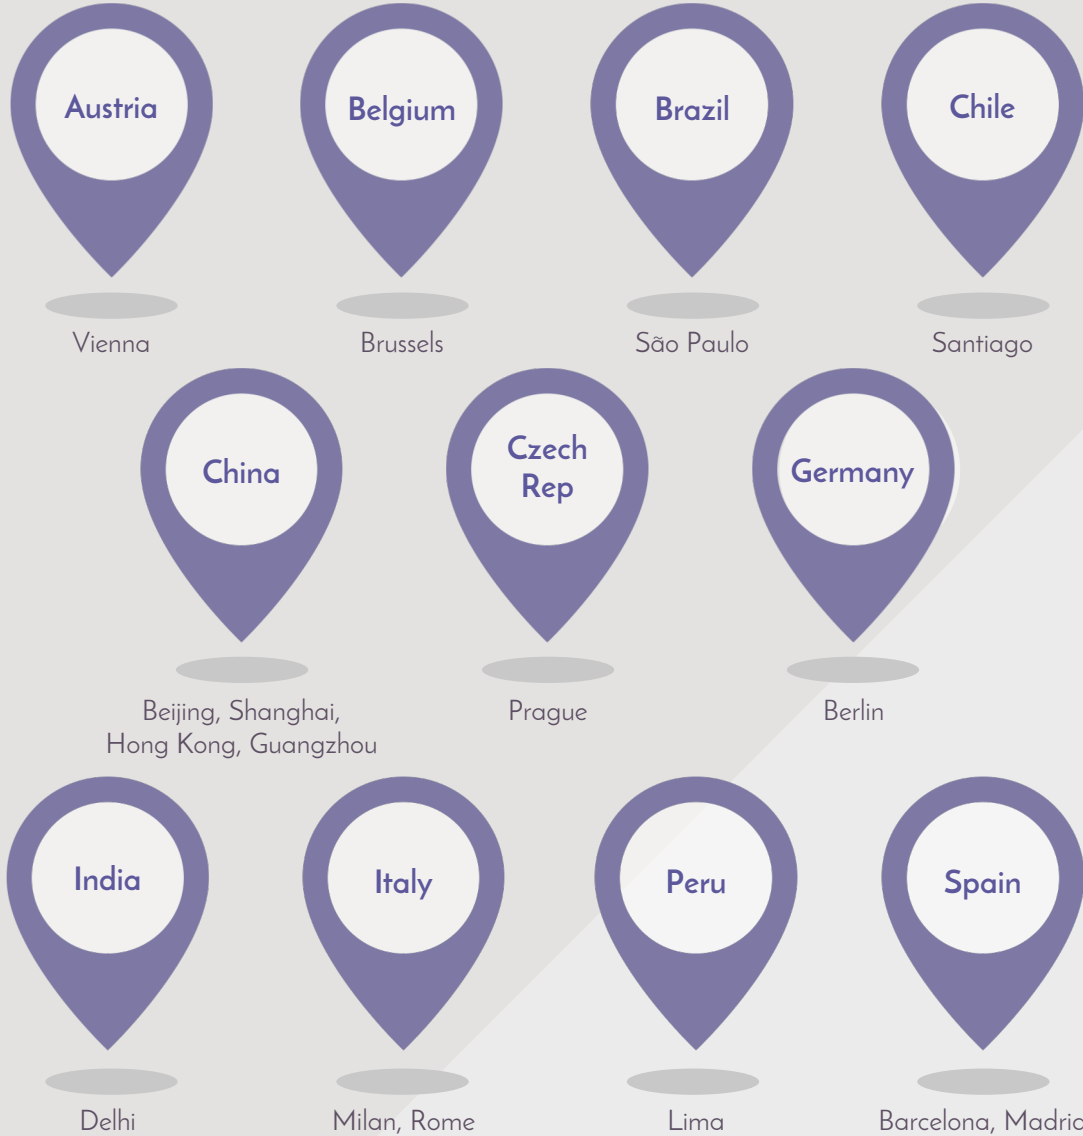 Austria
Belgium
Brazil
Chile
Vienna
Brussels
São Paulo
Santiago
China
Czech
Rep
Germany
Beijing, Shanghai,
Hong Kong, Guangzhou
Prague
Berlin
India
Italy
Peru
Spain
Delhi
Milan, Rome
Lima
Barcelona, Madrid